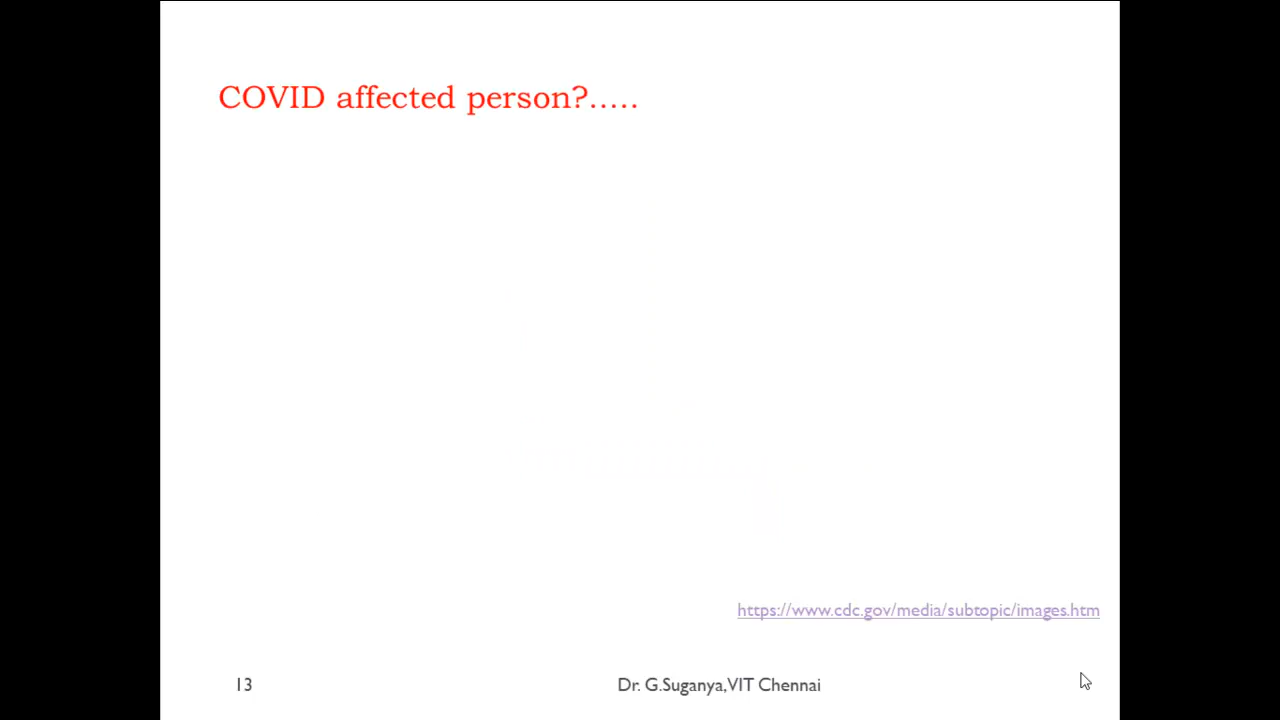 COVID affected person?.....
https://www.cdc.gov/media/subtopic/images.htm
13
Dr. G.Suganya,VIT Chennai